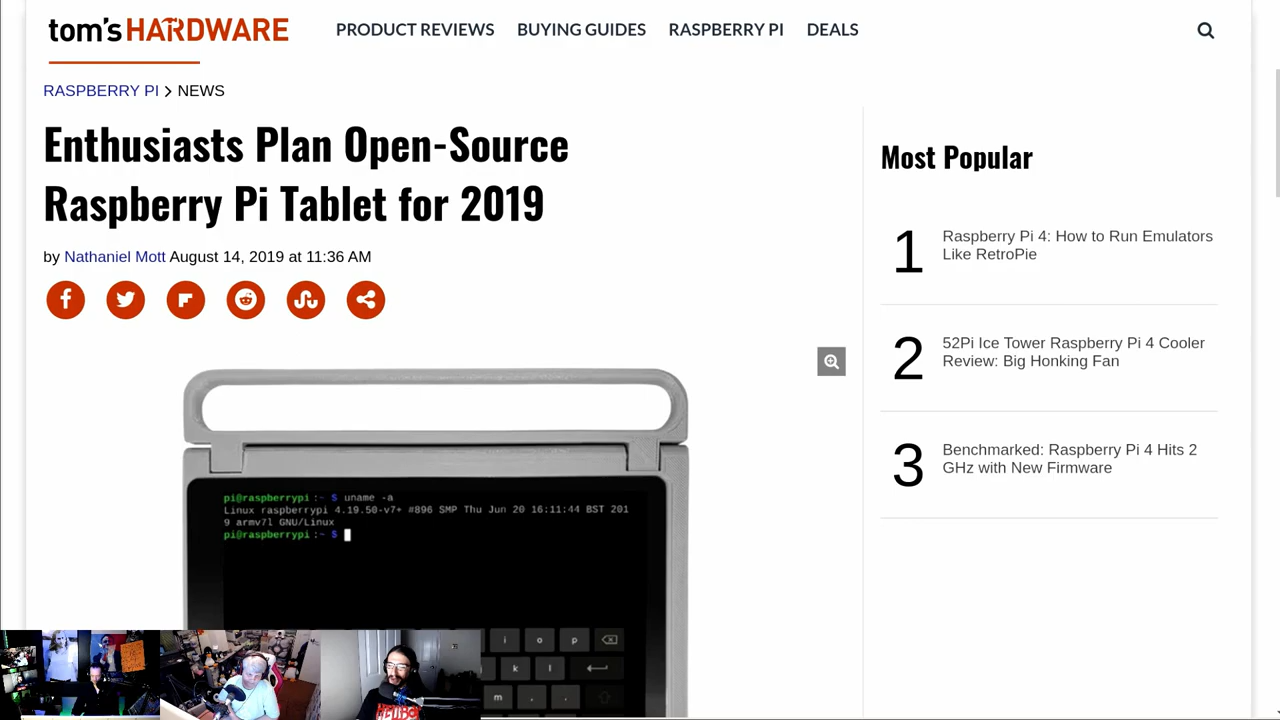 tom's HARDWARE
PRODUCT REVIEWS BUYING GUIDES RASPBERRY PI DEALS
RASPBERRY PI > NEWS
Enthusiasts Plan Open-Source
Raspberry Pi Tablet for 2019
by Nathaniel Mott August 14, 2019 at 11:36 AM
pi@raspberrypi:~ $ uname -a
Linux raspberrypi 4.19.50-v7+ #896 SMP Thu Jun 20 16:11:44 BST 201
9 armv7l GNU/Linux
pi@raspberrypi:~ $
i o p
k l
m , .
Most Popular
1
Raspberry Pi 4: How to Run Emulators
Like RetroPie
2
52Pi Ice Tower Raspberry Pi 4 Cooler
Review: Big Honking Fan
3
Benchmarked: Raspberry Pi 4 Hits 2
GHz with New Firmware